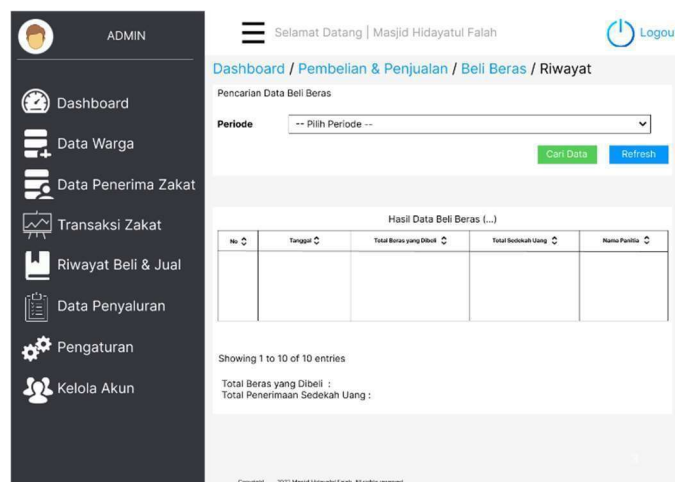 ADMIN
Selamat Datang | Masjid Hidayatul Falah
Logou
Dashboard / Pembelian & Penjualan / Beli Beras / Riwayat
Dashboard
Data Warga
Data Penerima Zakat
Transaksi Zakat
Riwayat Beli & Jual
Data Penyaluran
Pengaturan
Kelola Akun
Pencarian Data Beli Beras
Periode
-- Pilih Periode --
Cari Data
Refresh
Hasil Data Beli Beras (...)
No
Tanggal
Total Beras yang Dibeli
Total Sedekah Uang
Nama Panitia
Showing 1 to 10 of 10 entries
Total Beras yang Dibeli :
Total Penerimaan Sedekah Uang :